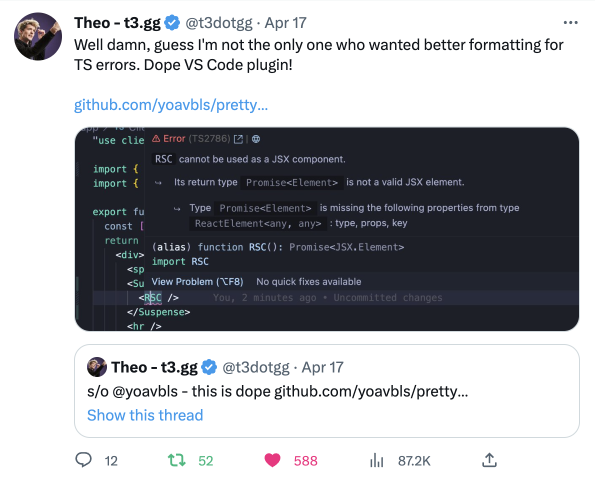 Theo - t3.gg @t3dotgg · Apr 17
Well damn, guess I'm not the only one who wanted better formatting for
TS errors. Dope VS Code plugin!
github.com/yoavbls/pretty…
"use clie
Error (TS2786)
RSC cannot be used as a JSX component.
import {
↪ Its return type Promise<Element> is not a valid JSX element.
import {
↪ Type Promise<Element> is missing the following properties from type
ReactElement<any, any> : type, props, key
export fu
const [
(alias) function RSC(): Promise<JSX.Element>
return
import RSC
<div>
<sp
View Problem (⌥F8) No quick fixes available
<Su
<RSC /> You, 2 minutes ago • Uncommitted changes
</Suspense>
<hr />
Theo - t3.gg @t3dotgg · Apr 17
s/o @yoavbls - this is dope github.com/yoavbls/pretty…
Show this thread
12 52 588 87.2K